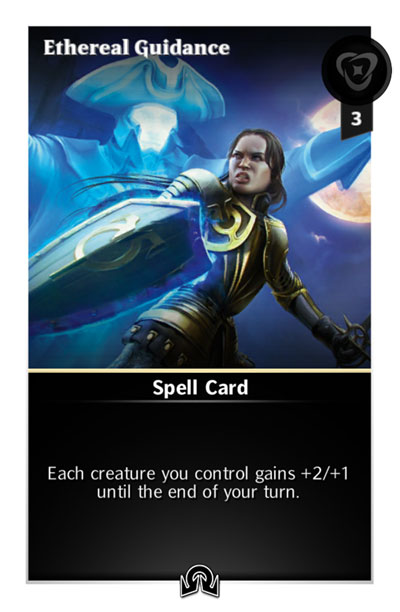 Ethereal Guidance
3
Spell Card
Each creature you control gains +2/+1
until the end of your turn.